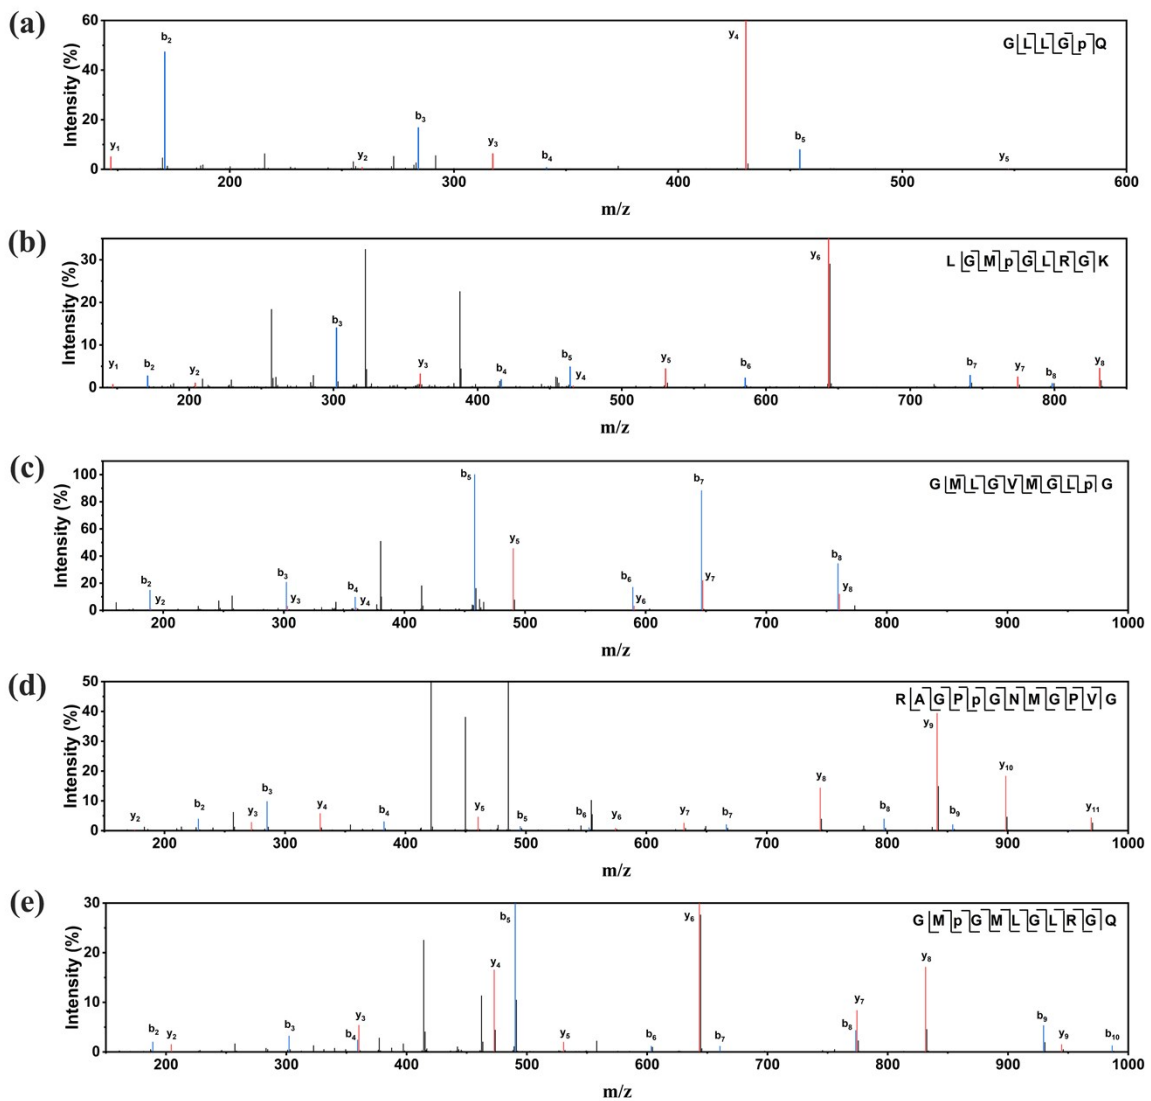 (a)
GLLGpQ
Intensity (%)
60
40
20
0
y1 b2 y2 b3 y3 b4 y4 b5 y5
200 300 400 500 600
m/z
(b)
LGMpGLRGK
Intensity (%)
30
20
10
0
y1 b2 y2 b3 y3 b4 b5 y4 y5 b6 y6 b7 y7 b8 y8
200 300 400 500 600 700 800
m/z
(c)
GMLGVMGLpG
Intensity (%)
100
80
60
40
20
0
b2 y2 b3 y3 b4 y4 b5 y5 b6 y6 b7 y7 b8 y8
200 300 400 500 600 700 800 900 1000
m/z
(d)
RAGPpGNMGPVG
Intensity (%)
50
40
30
20
10
0
y2 b2 y3 b3 y4 b4 y5 b5 b6 y6 y7 b7 y8 b8 y9 b9 y10 y11
200 300 400 500 600 700 800 900 1000
m/z
(e)
GMpGMLGLRGQ
Intensity (%)
30
20
10
0
b2 y2 b3 b4 y3 y4 b5 y5 b6 y6 b7 b8 y7 y8 b9 y9 b10
200 300 400 500 600 700 800 900 1000
m/z